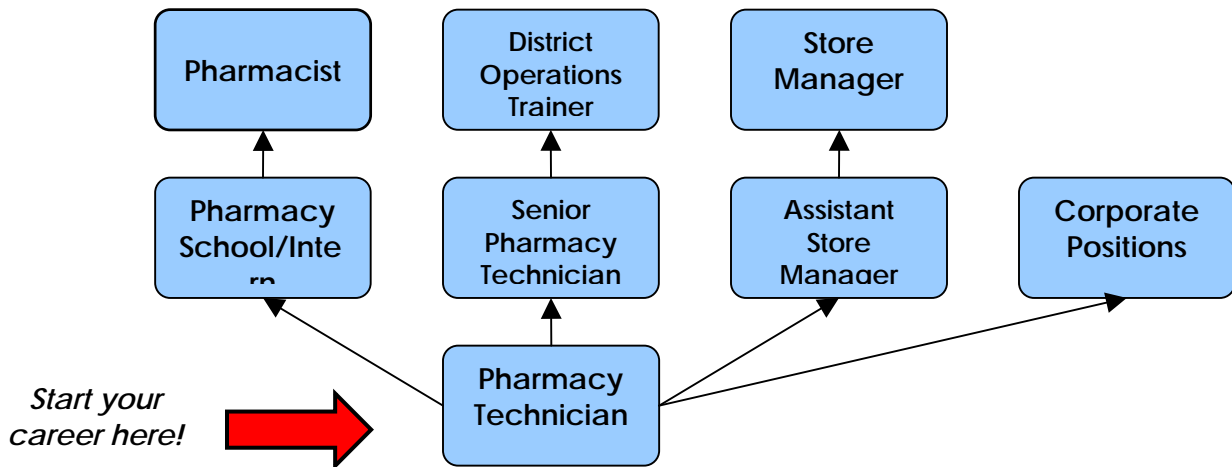 Pharmacist
District
Operations
Trainer
Store
Manager
Pharmacy
School/Inte
rn
Senior
Pharmacy
Technician
Assistant
Store
Manager
Corporate
Positions
Pharmacy
Technician
Start your
career here!